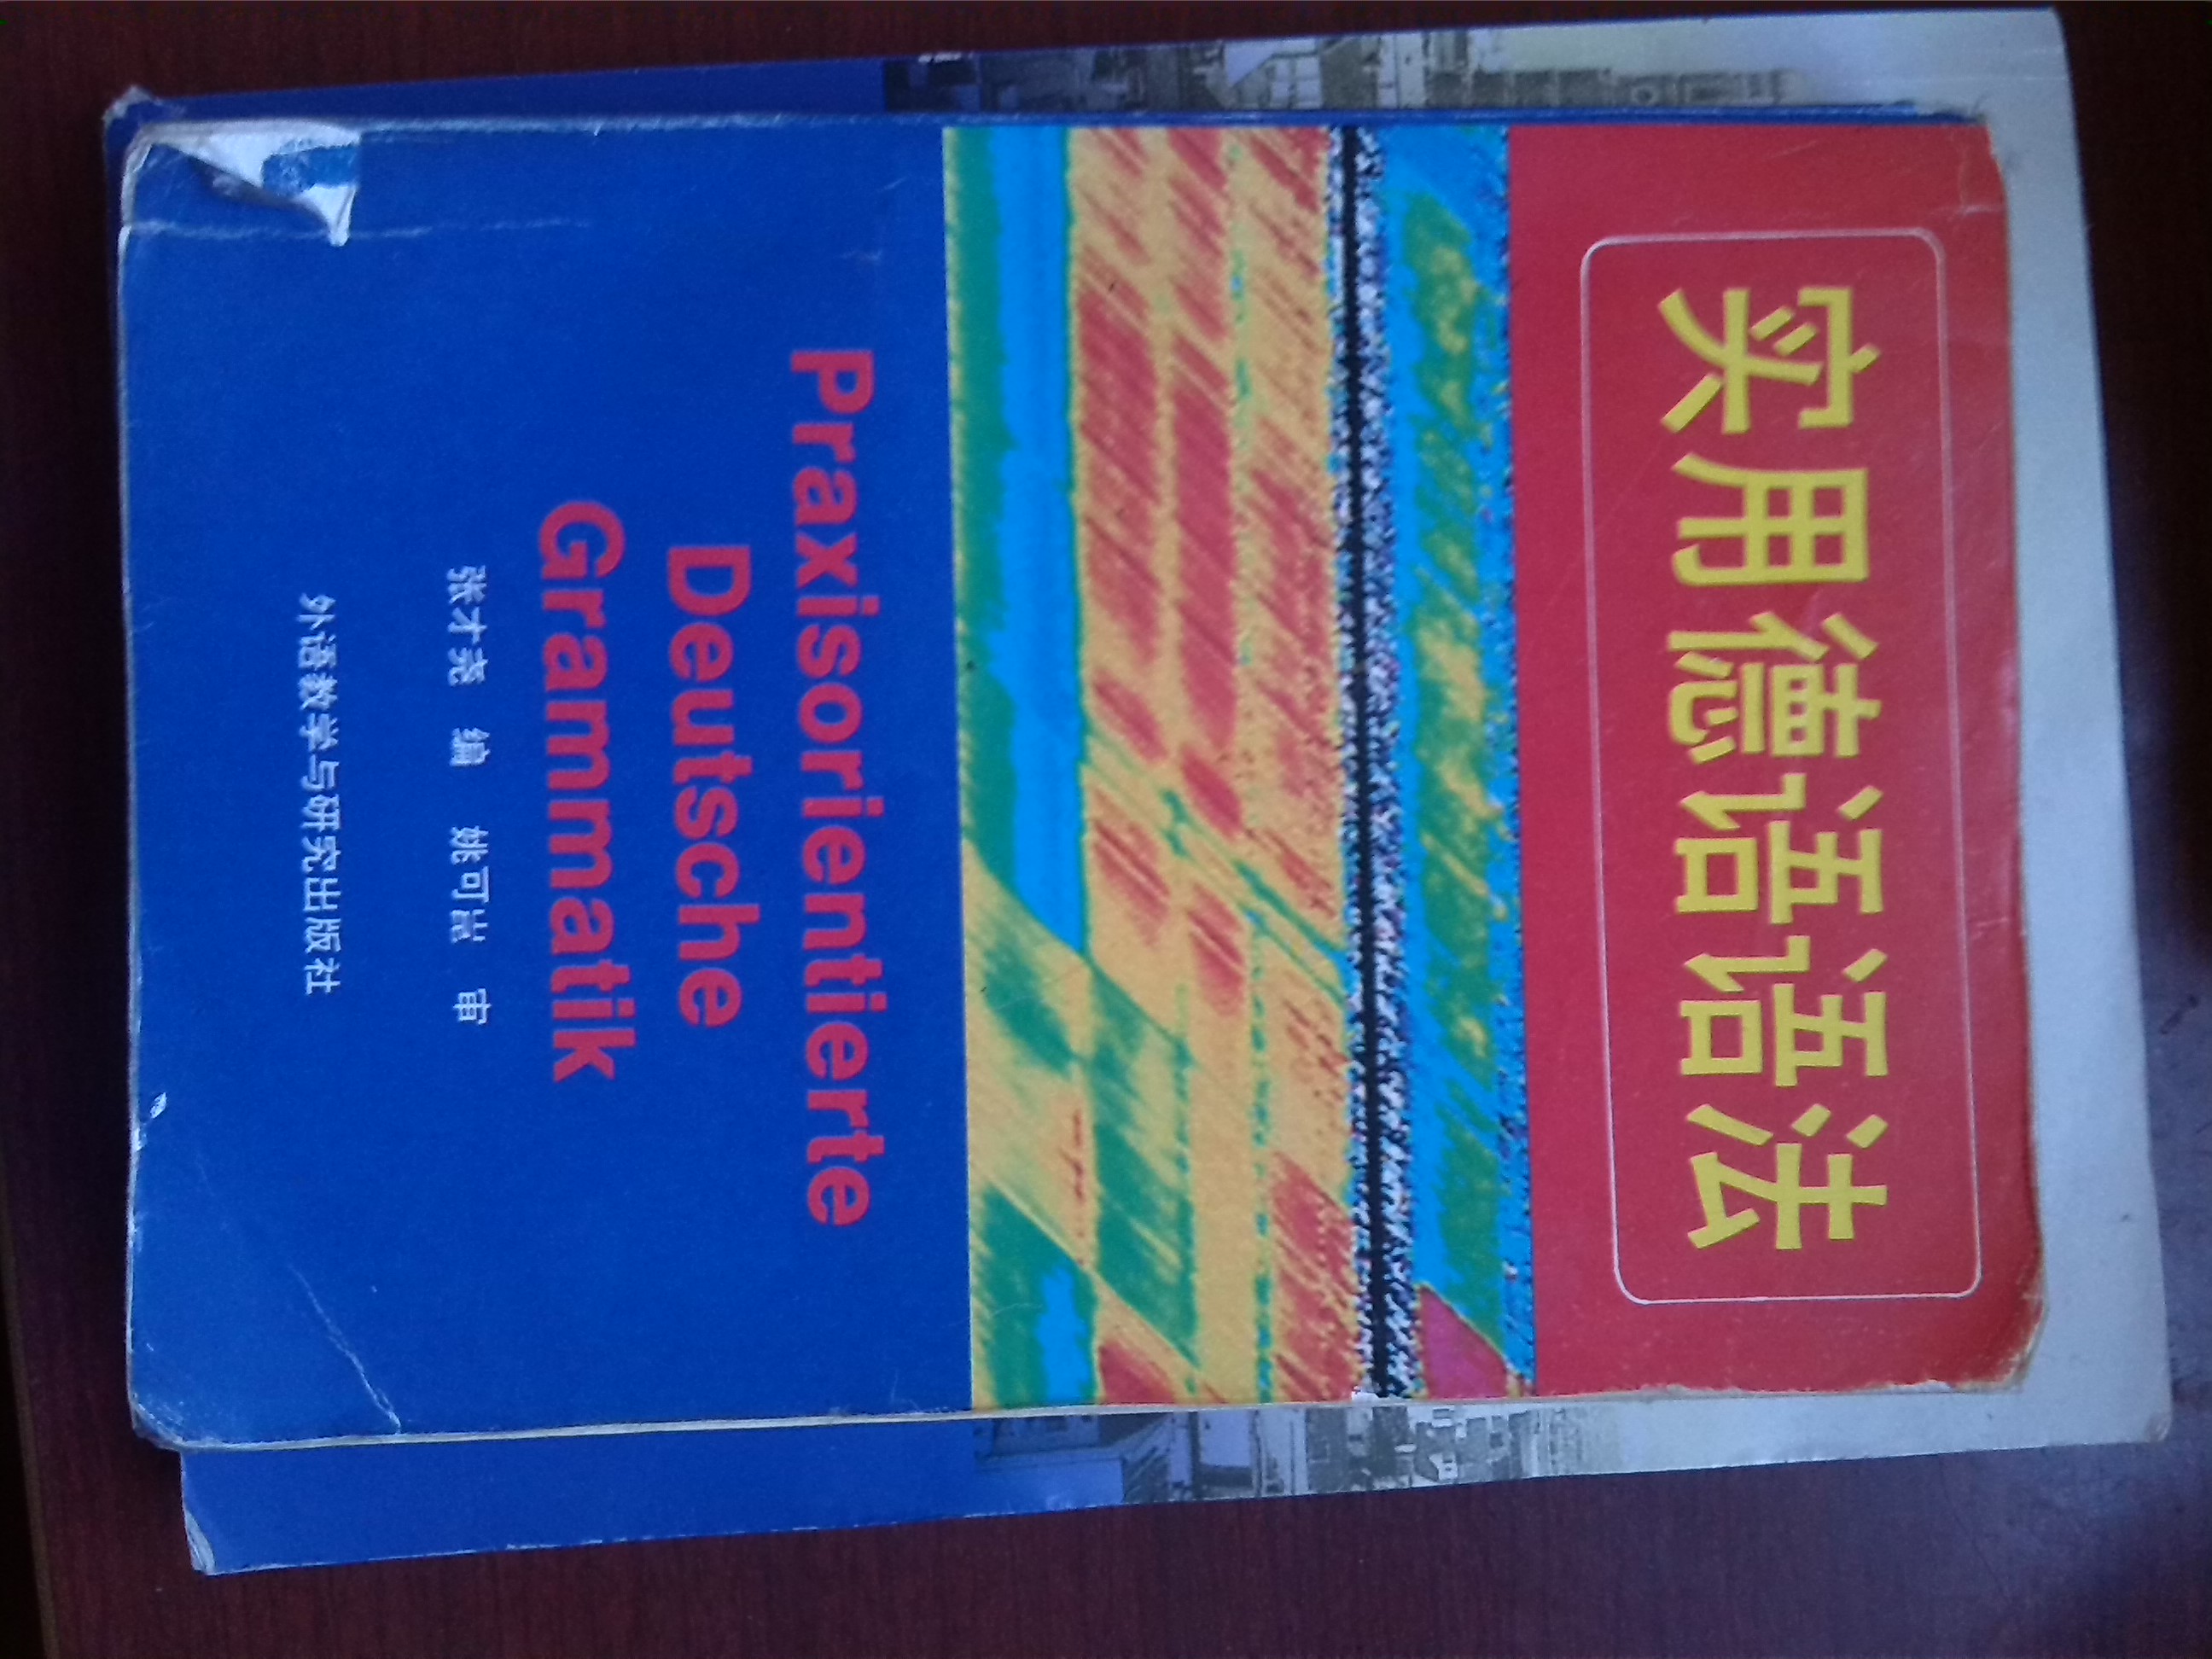 实用德语语法
Praxisorientierte
Deutsche
Grammatik
张才尧 编 姚可崑 审
外语教学与研究出版社